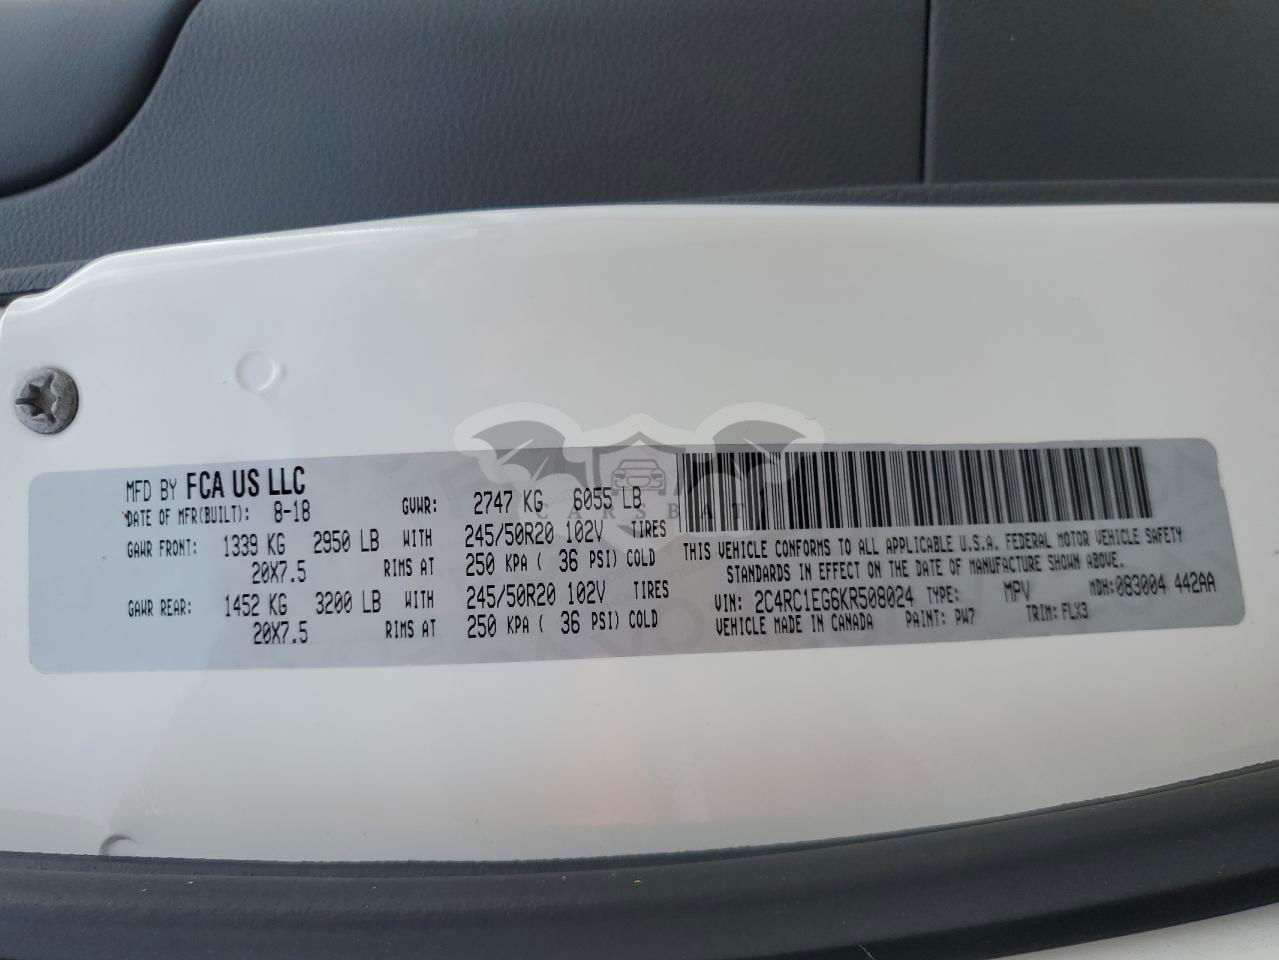 MFD BY FCA US LLC
DATE OF MFR(BUILT): 8-18 GVWR: 2747 KG 6055 LB
GAWR FRONT: 1339 KG 2950 LB WITH 245/50R20 102V TIRES
20X7.5 RIMS AT 250 KPA ( 36 PSI) COLD
GAWR REAR: 1452 KG 3200 LB WITH 245/50R20 102V TIRES
20X7.5 RIMS AT 250 KPA ( 36 PSI) COLD
THIS VEHICLE CONFORMS TO ALL APPLICABLE U.S.A. FEDERAL MOTOR VEHICLE SAFETY
STANDARDS IN EFFECT ON THE DATE OF MANUFACTURE SHOWN ABOVE.
VIN: 2C4RC1EG6KR508024 TYPE: MPV MDH: 083004 442AA
VEHICLE MADE IN CANADA PAINT: PW7 TRIM: FLX3
CARSBAT